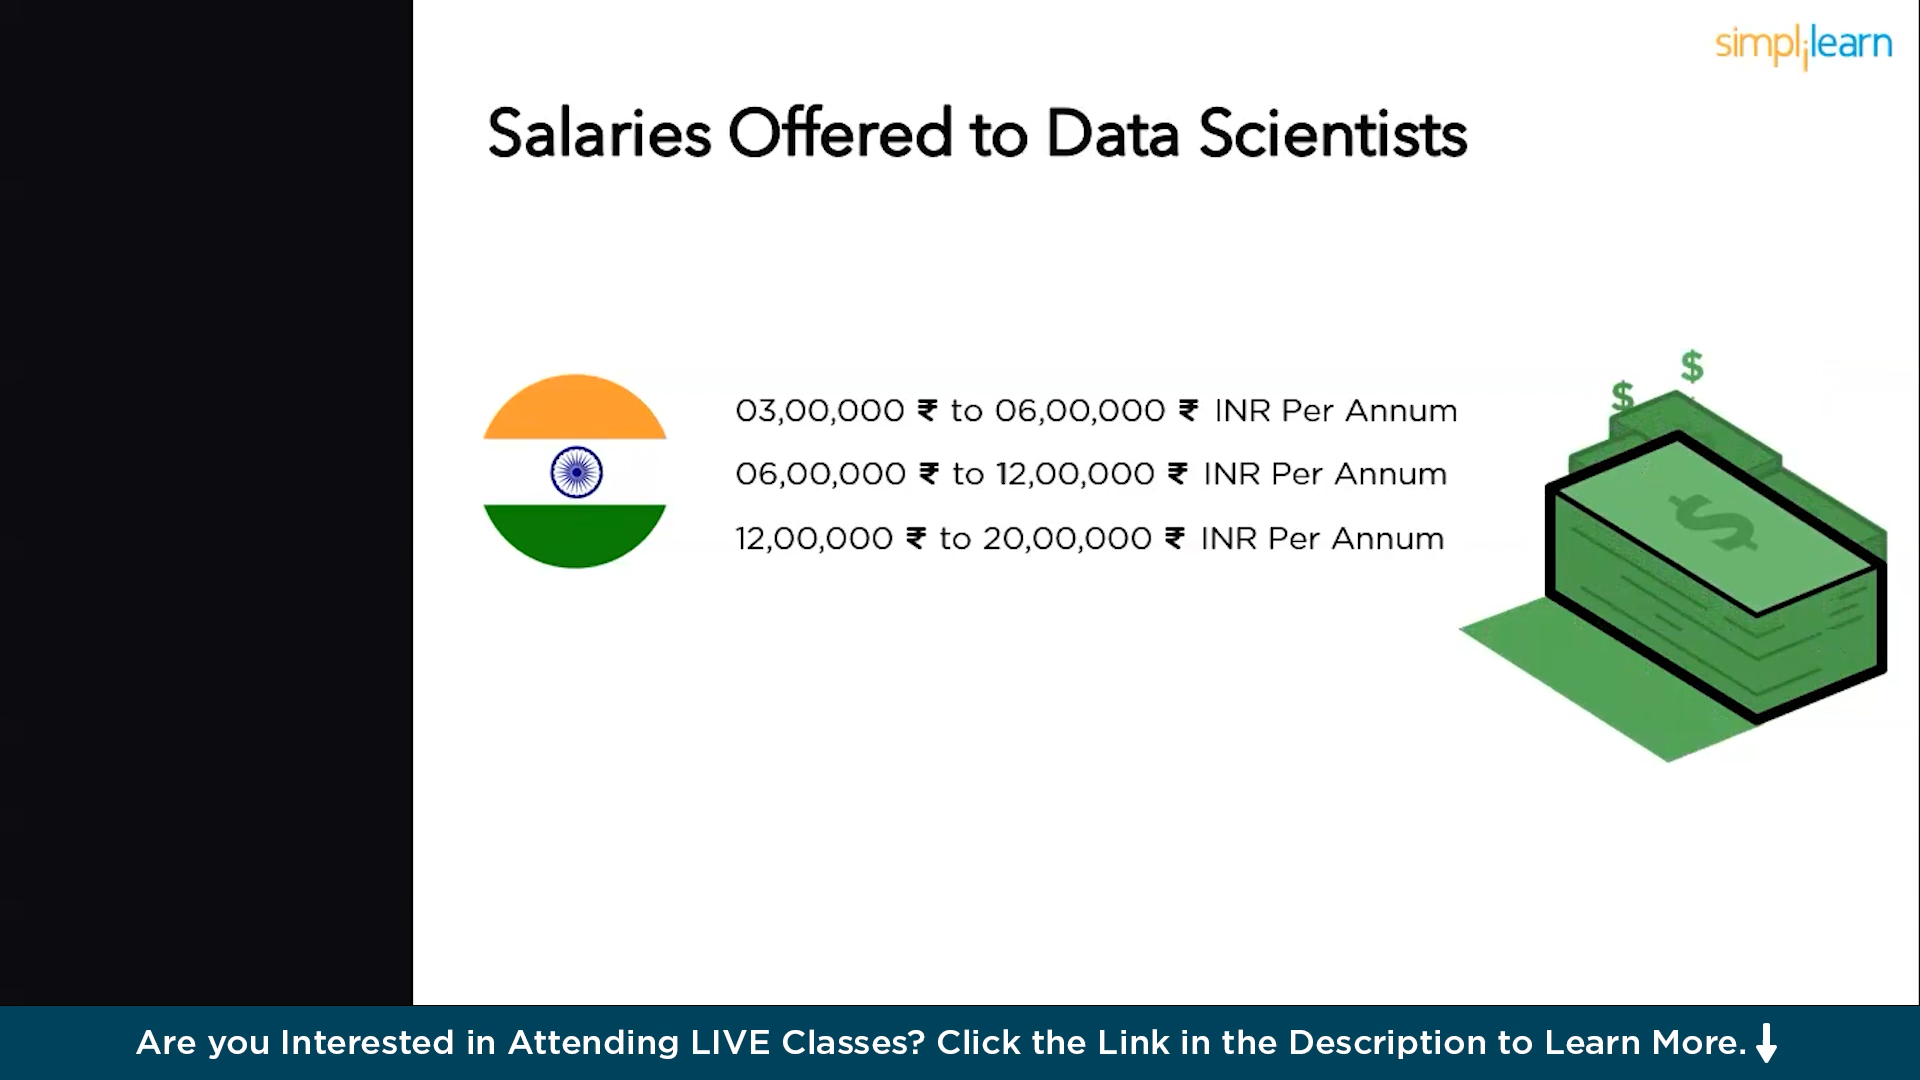 simplilearn
Salaries Offered to Data Scientists
$
$
03,00,000 ₹ to 06,00,000 ₹ INR Per Annum
06,00,000 ₹ to 12,00,000 ₹ INR Per Annum
$
12,00,000 ₹ to 20,00,000 ₹ INR Per Annum
Are you Interested in Attending LIVE Classes? Click the Link in the Description to Learn More.